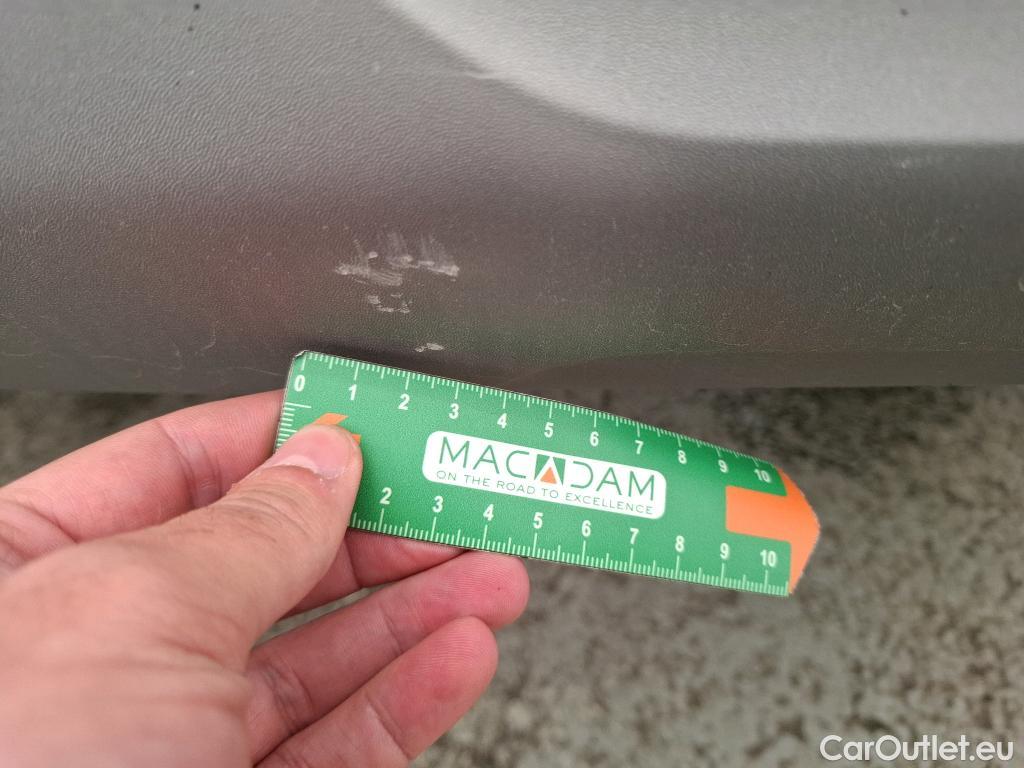 0 1 2 3 4 5 6 7 8 9 10
MACADAM
ON THE ROAD TO EXCELLENCE
2 3 4 5 6 7 8 9 10
CarOutlet.eu